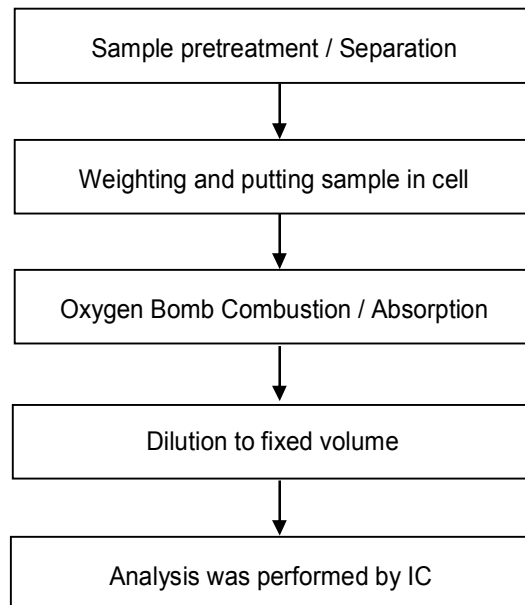 Sample pretreatment / Separation
Weighting and putting sample in cell
Oxygen Bomb Combustion / Absorption
Dilution to fixed volume
Analysis was performed by IC